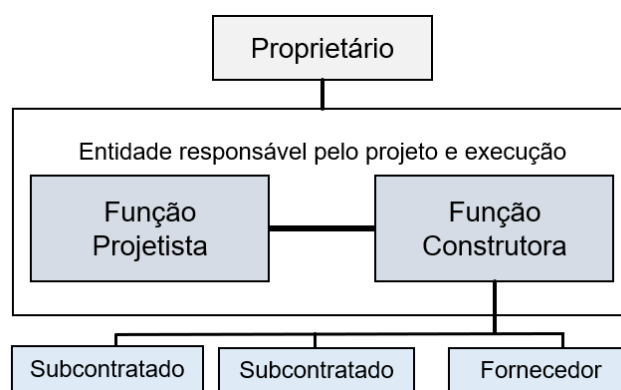 Proprietário
Entidade responsável pelo projeto e execução
Função
Projetista
Função
Construtora
Subcontratado
Subcontratado
Fornecedor